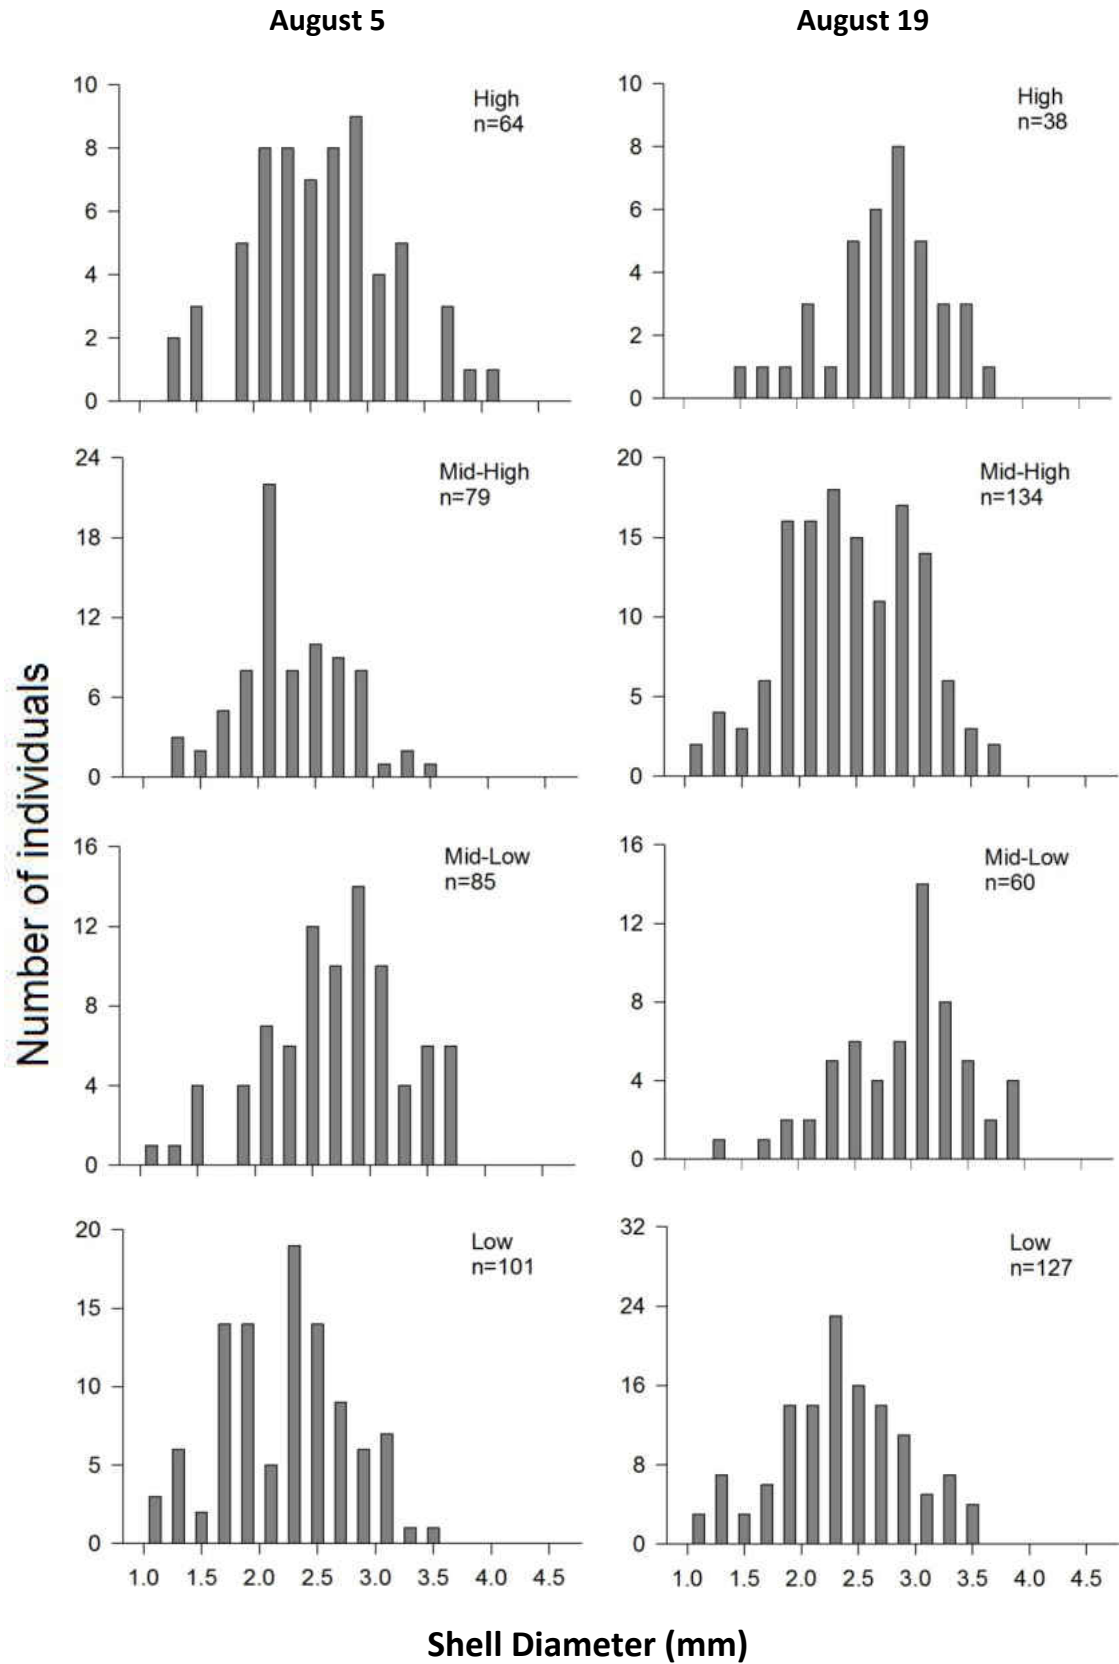 August 5
August 19
10
8
6
4
2
0
High
n=64
10
8
6
4
2
0
High
n=38
24
18
12
6
0
Mid-High
n=79
20
15
10
5
0
Mid-High
n=134
Number of individuals
16
12
8
4
0
Mid-Low
n=85
16
12
8
4
0
Mid-Low
n=60
20
15
10
5
0
Low
n=101
1.0 1.5 2.0 2.5 3.0 3.5 4.0 4.5
32
24
16
8
0
Low
n=127
1.0 1.5 2.0 2.5 3.0 3.5 4.0 4.5
Shell Diameter (mm)